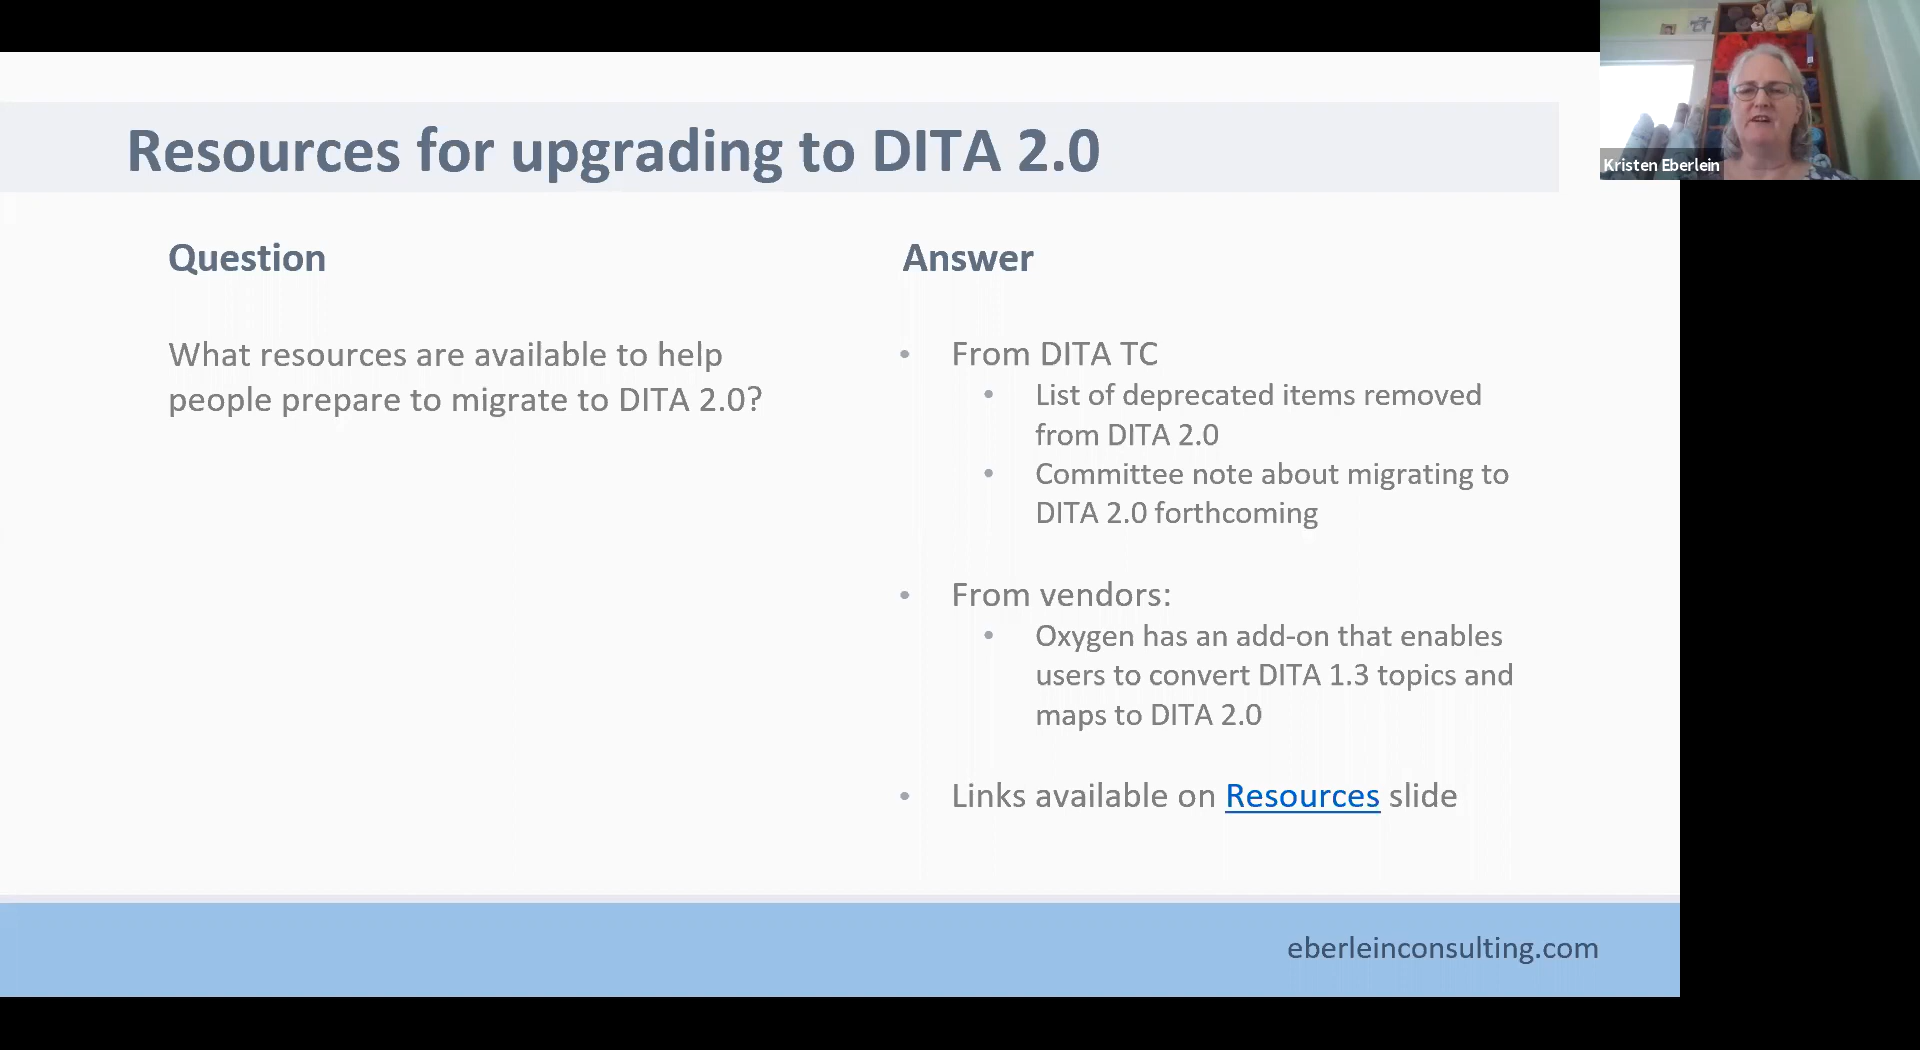 Resources for upgrading to DITA 2.0
Kristen Eberlein
Question
What resources are available to help
people prepare to migrate to DITA 2.0?
Answer
• From DITA TC
• List of deprecated items removed
from DITA 2.0
• Committee note about migrating to
DITA 2.0 forthcoming
• From vendors:
• Oxygen has an add-on that enables
users to convert DITA 1.3 topics and
maps to DITA 2.0
• Links available on Resources slide
eberleinconsulting.com